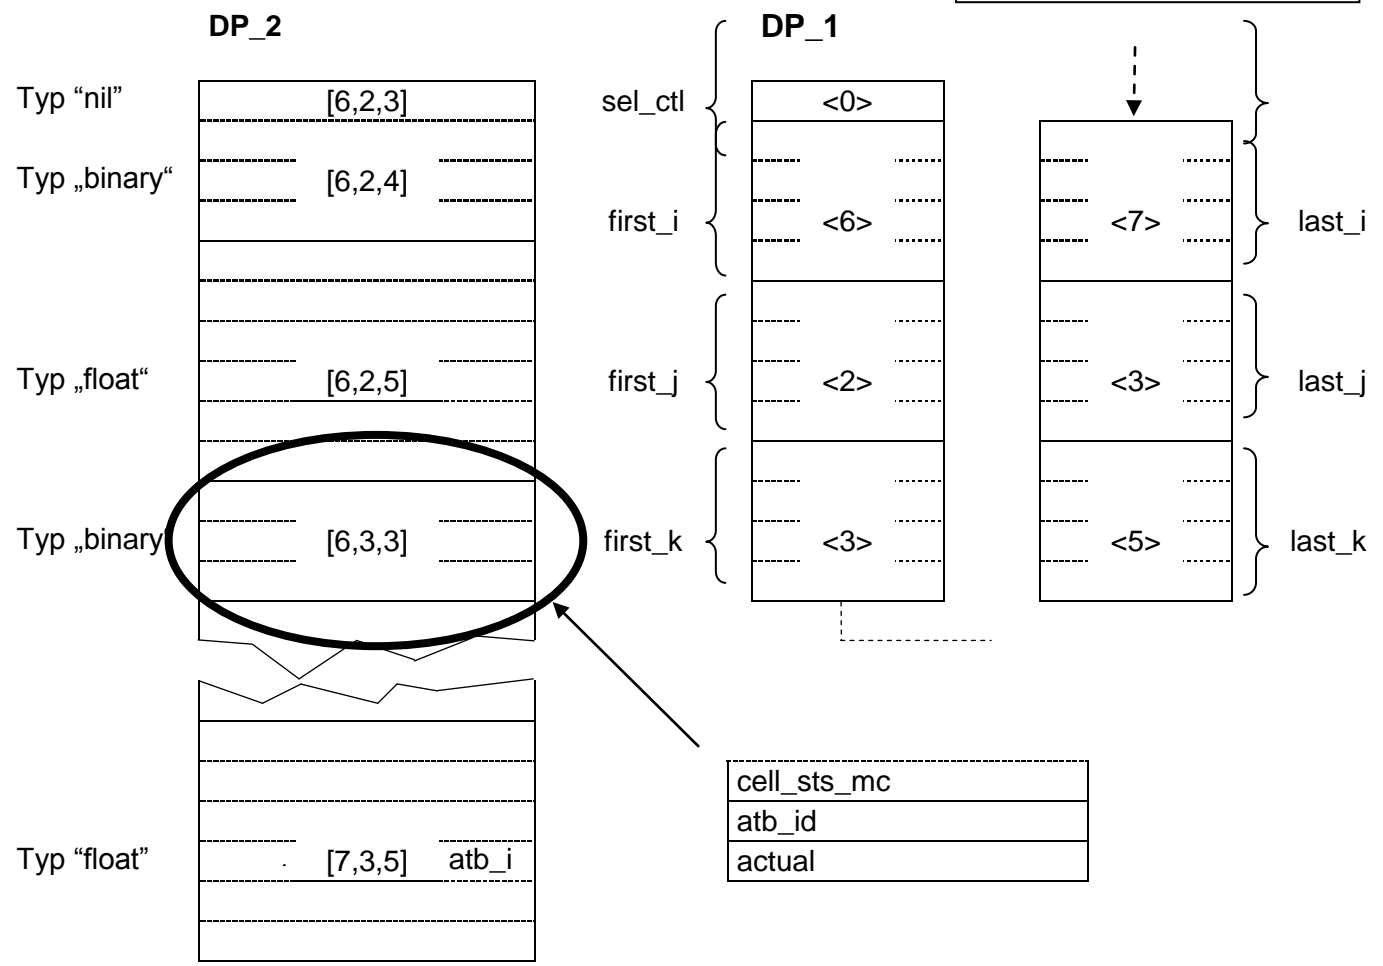 DP_2 DP_1
Typ “nil” [6,2,3] sel_ctl <0>
Typ „binary“ [6,2,4]
first_i <6> <7> last_i
Typ „float“ [6,2,5] first_j <2> <3> last_j
Typ „binary“ [6,3,3] first_k <3> <5> last_k
cell_sts_mc
atb_id
actual
Typ “float” . [7,3,5] atb_i